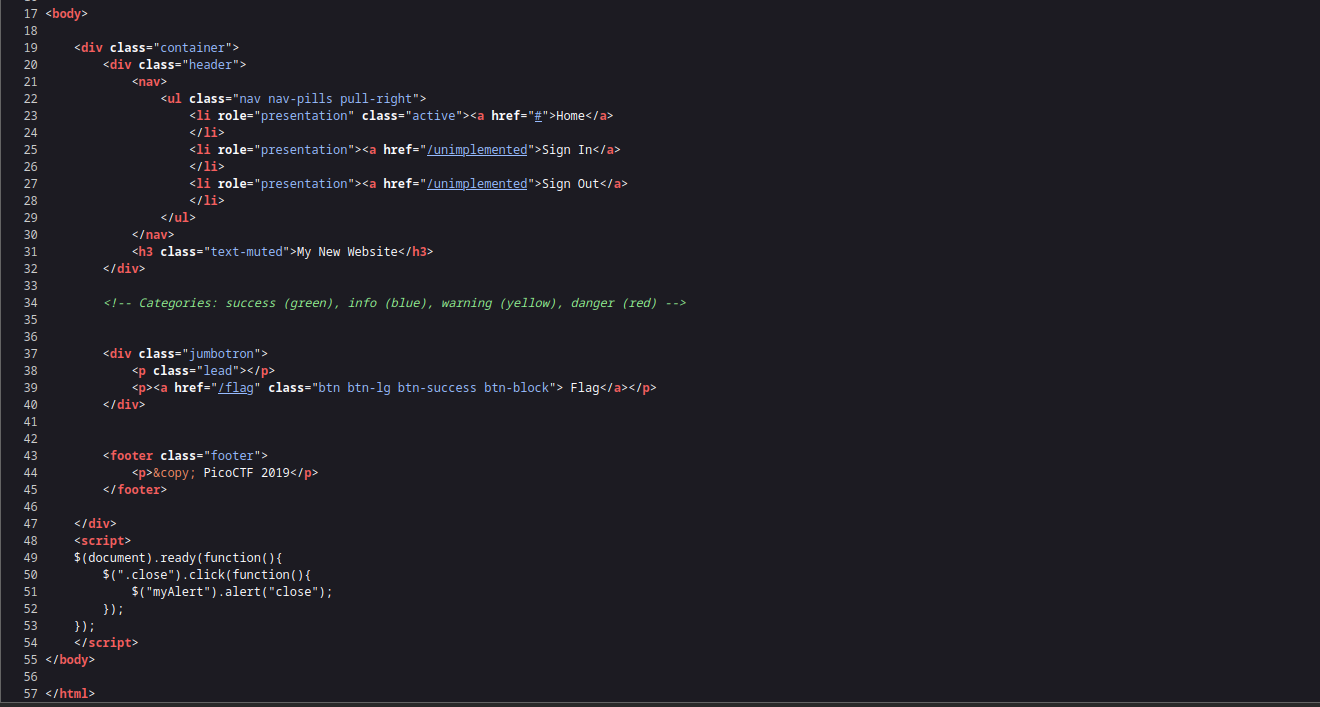 17 <body>
18
19     <div class="container">
20         <div class="header">
21             <nav>
22                 <ul class="nav nav-pills pull-right">
23                     <li role="presentation" class="active"><a href="#">Home</a>
24                     </li>
25                     <li role="presentation"><a href="/unimplemented">Sign In</a>
26                     </li>
27                     <li role="presentation"><a href="/unimplemented">Sign Out</a>
28                     </li>
29                 </ul>
30             </nav>
31             <h3 class="text-muted">My New Website</h3>
32         </div>
33
34         <!-- Categories: success (green), info (blue), warning (yellow), danger (red) -->
35
36
37         <div class="jumbotron">
38             <p class="lead"></p>
39             <p><a href="/flag" class="btn btn-lg btn-success btn-block"> Flag</a></p>
40         </div>
41
42
43         <footer class="footer">
44             <p>&copy; PicoCTF 2019</p>
45         </footer>
46
47     </div>
48     <script>
49     $(document).ready(function(){
50         $(".close").click(function(){
51             $("myAlert").alert("close");
52         });
53     });
54     </script>
55 </body>
56
57 </html>